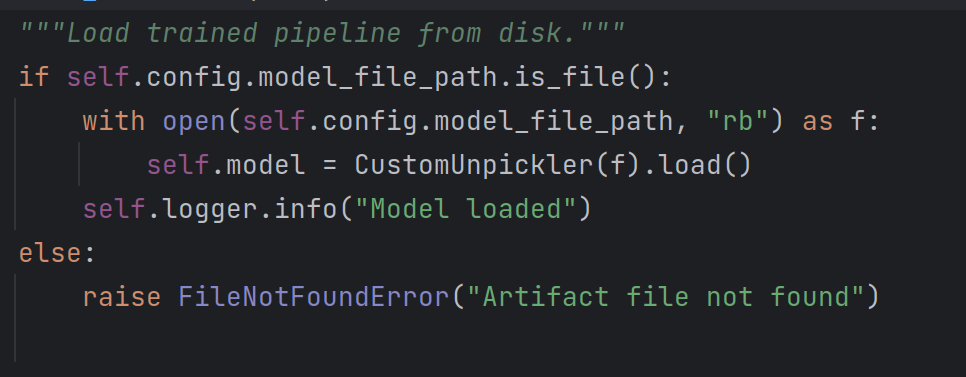 """Load trained pipeline from disk."""
if self.config.model_file_path.is_file():
with open(self.config.model_file_path, "rb") as f:
self.model = CustomUnpickler(f).load()
self.logger.info("Model loaded")
else:
raise FileNotFoundError("Artifact file not found")